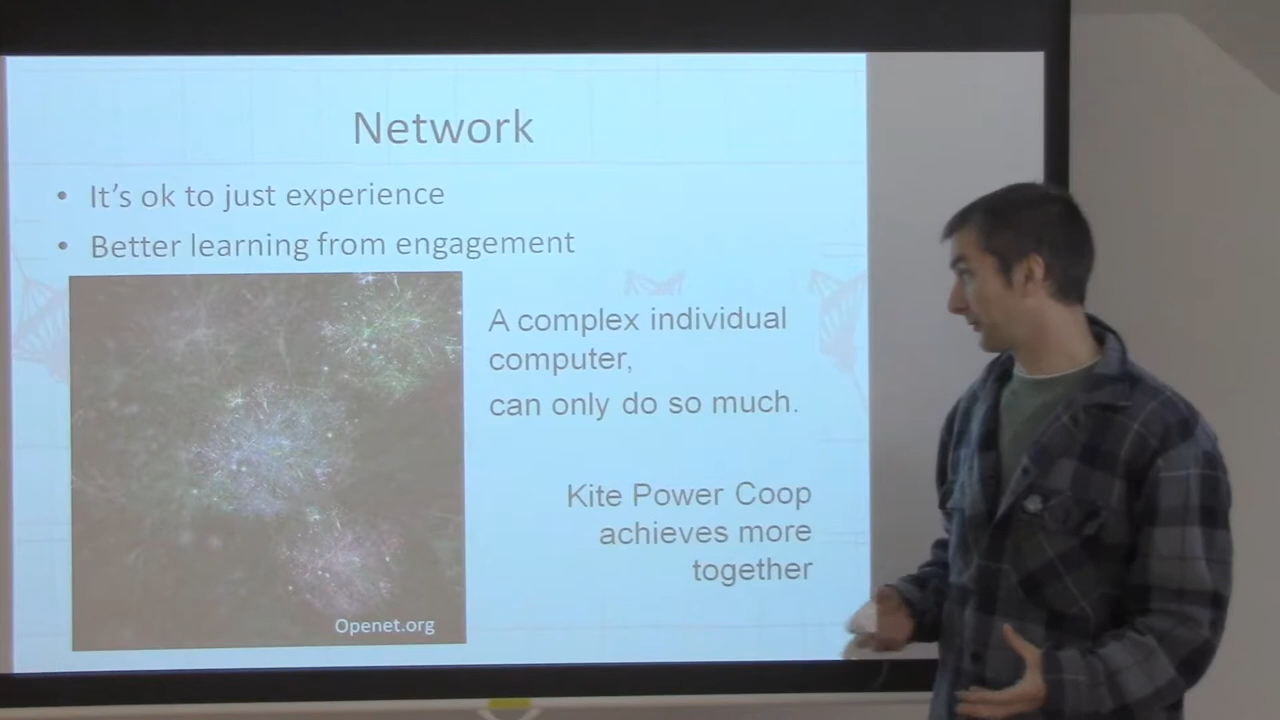 Network
• It's ok to just experience
• Better learning from engagement
A complex individual
computer,
can only do so much.
Kite Power Coop
achieves more
together
Openet.org